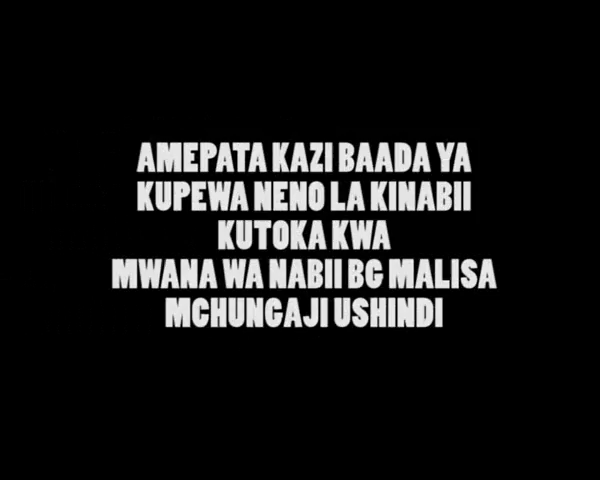 AMEPATA KAZI BAADA YA
KUPEWA NENO LA KINABII
KUTOKA KWA
MWANA WA NABII BG MALISA
MCHUNGAJI USHINDI